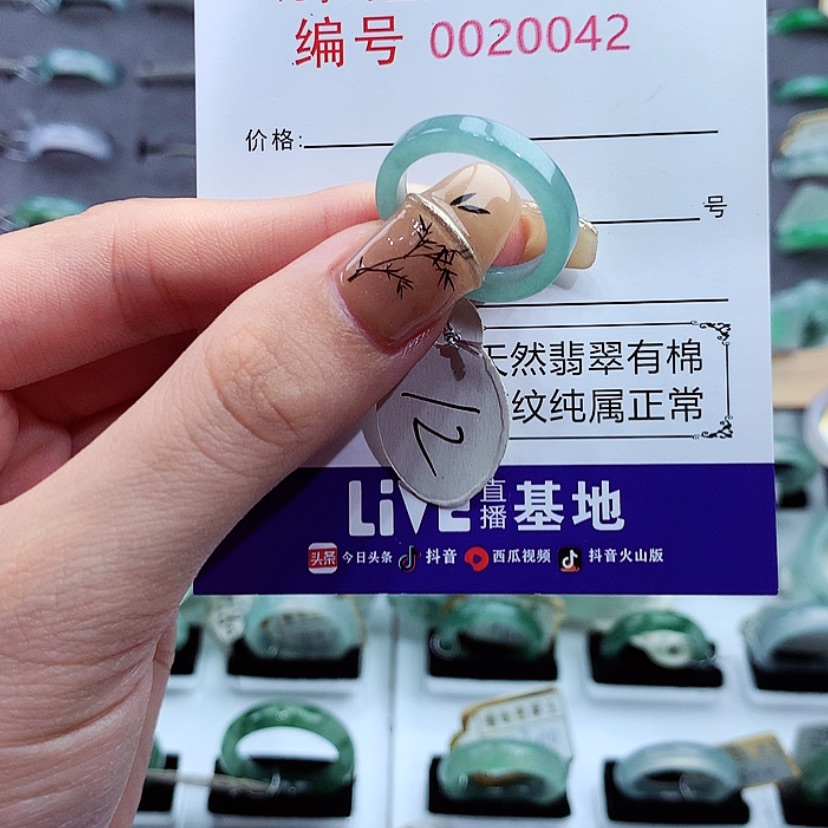 编号 0020042
价格:
号
天然翡翠有棉
纹纯属正常
12
LiVE 直播 基地
头条 今日头条 抖音 西瓜视频 抖音火山版